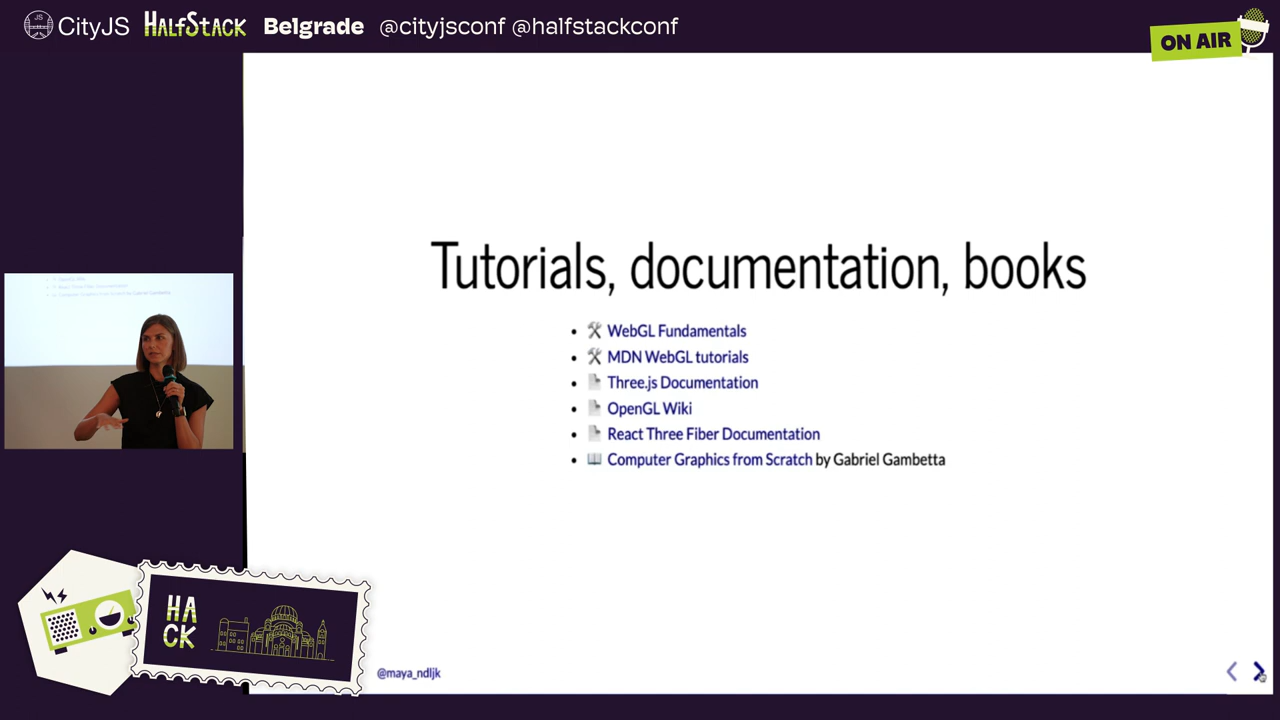 JS CityJS HALFSTACK Belgrade @cityjsconf @halfstackconf
ON AIR
Tutorials, documentation, books
WebGL Fundamentals
MDN WebGL tutorials
Three.js Documentation
OpenGL Wiki
React Three Fiber Documentation
Computer Graphics from Scratch by Gabriel Gambetta
HA
CK
@maya_ndljk